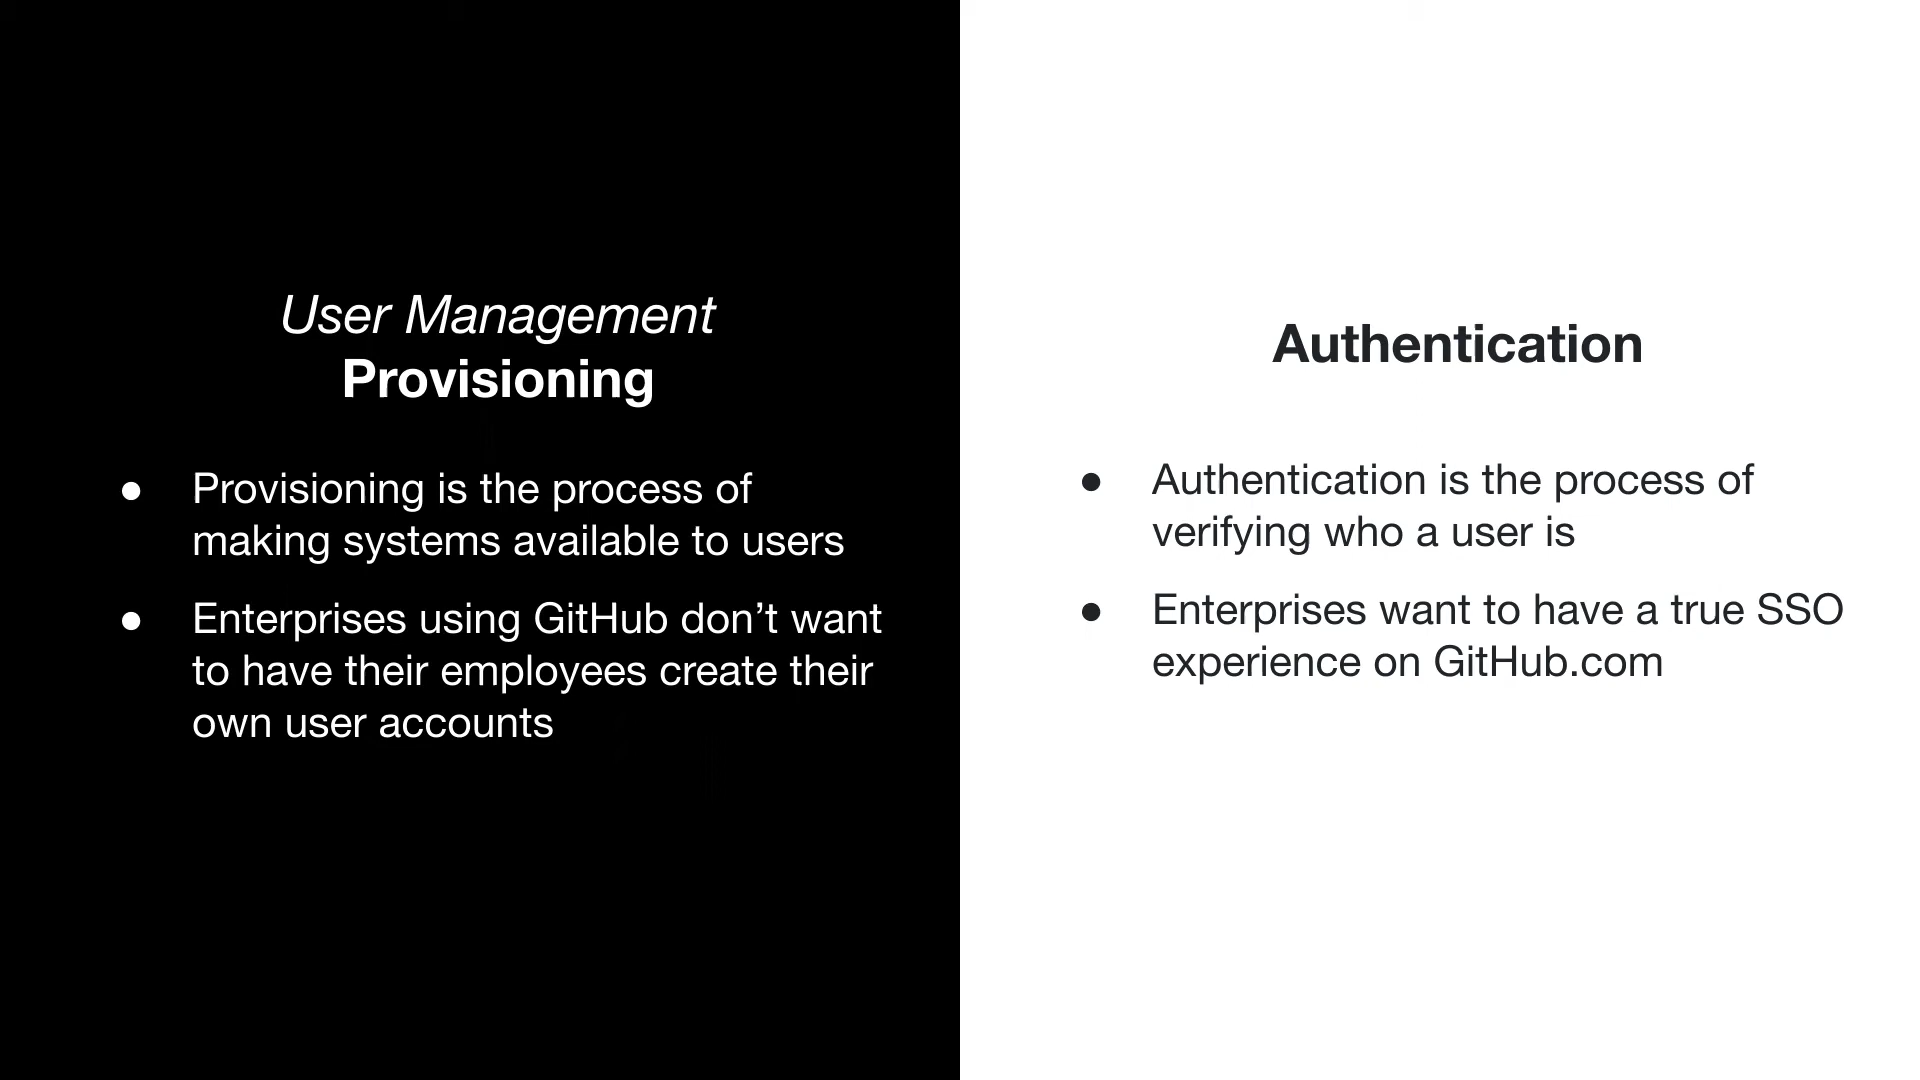 User Management
Provisioning
● Provisioning is the process of
making systems available to users
● Enterprises using GitHub don’t want
to have their employees create their
own user accounts
Authentication
● Authentication is the process of
verifying who a user is
● Enterprises want to have a true SSO
experience on GitHub.com